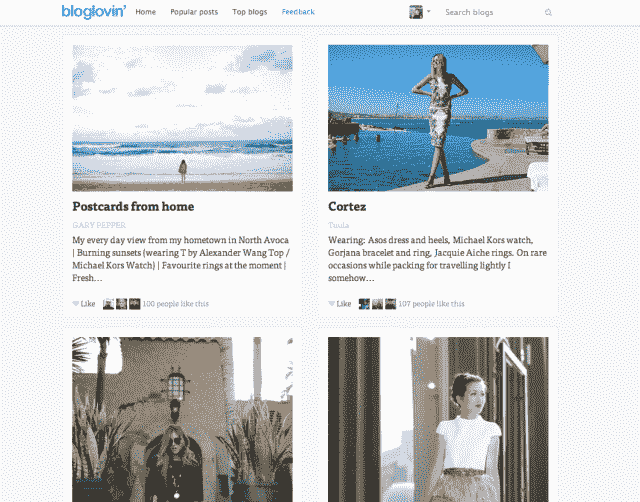 bloglovin' Home Popular posts Top blogs Feedback Search blogs
Postcards from home
GARY PEPPER
My every day view from my hometown in North Avoca
| Burning sunsets (wearing T by Alexander Wang Top /
Michael Kors Watch) | Favourite rings at the moment |
Fresh...
Like 100 people like this
Cortez
Tuula
Wearing: Asos dress and heels, Michael Kors watch,
Gorjana bracelet and ring, Jacquie Aiche rings. On rare
occasions while packing for travelling lightly I
somehow...
Like 107 people like this